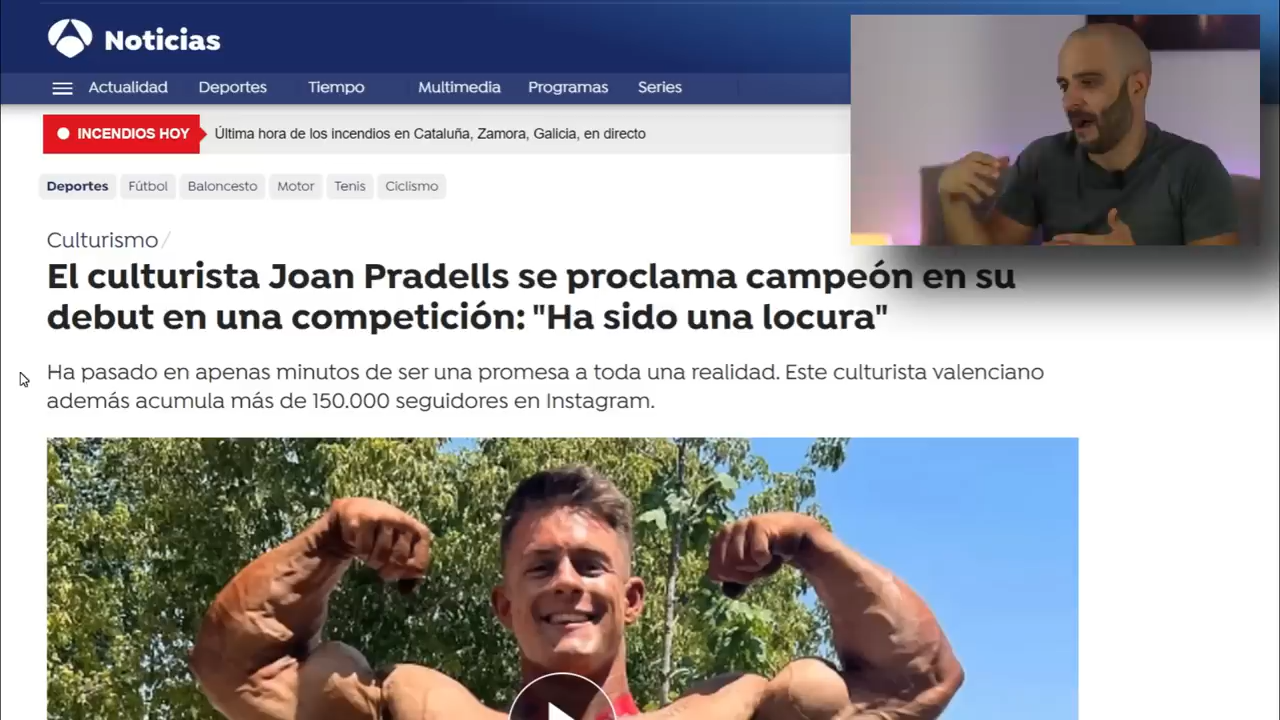 Noticias
Actualidad Deportes Tiempo Multimedia Programas Series
INCENDIOS HOY Última hora de los incendios en Cataluña, Zamora, Galicia, en directo
Deportes Fútbol Baloncesto Motor Tenis Ciclismo
Culturismo /
El culturista Joan Pradells se proclama campeón en su
debut en una competición: "Ha sido una locura"
Ha pasado en apenas minutos de ser una promesa a toda una realidad. Este culturista valenciano
además acumula más de 150.000 seguidores en Instagram.